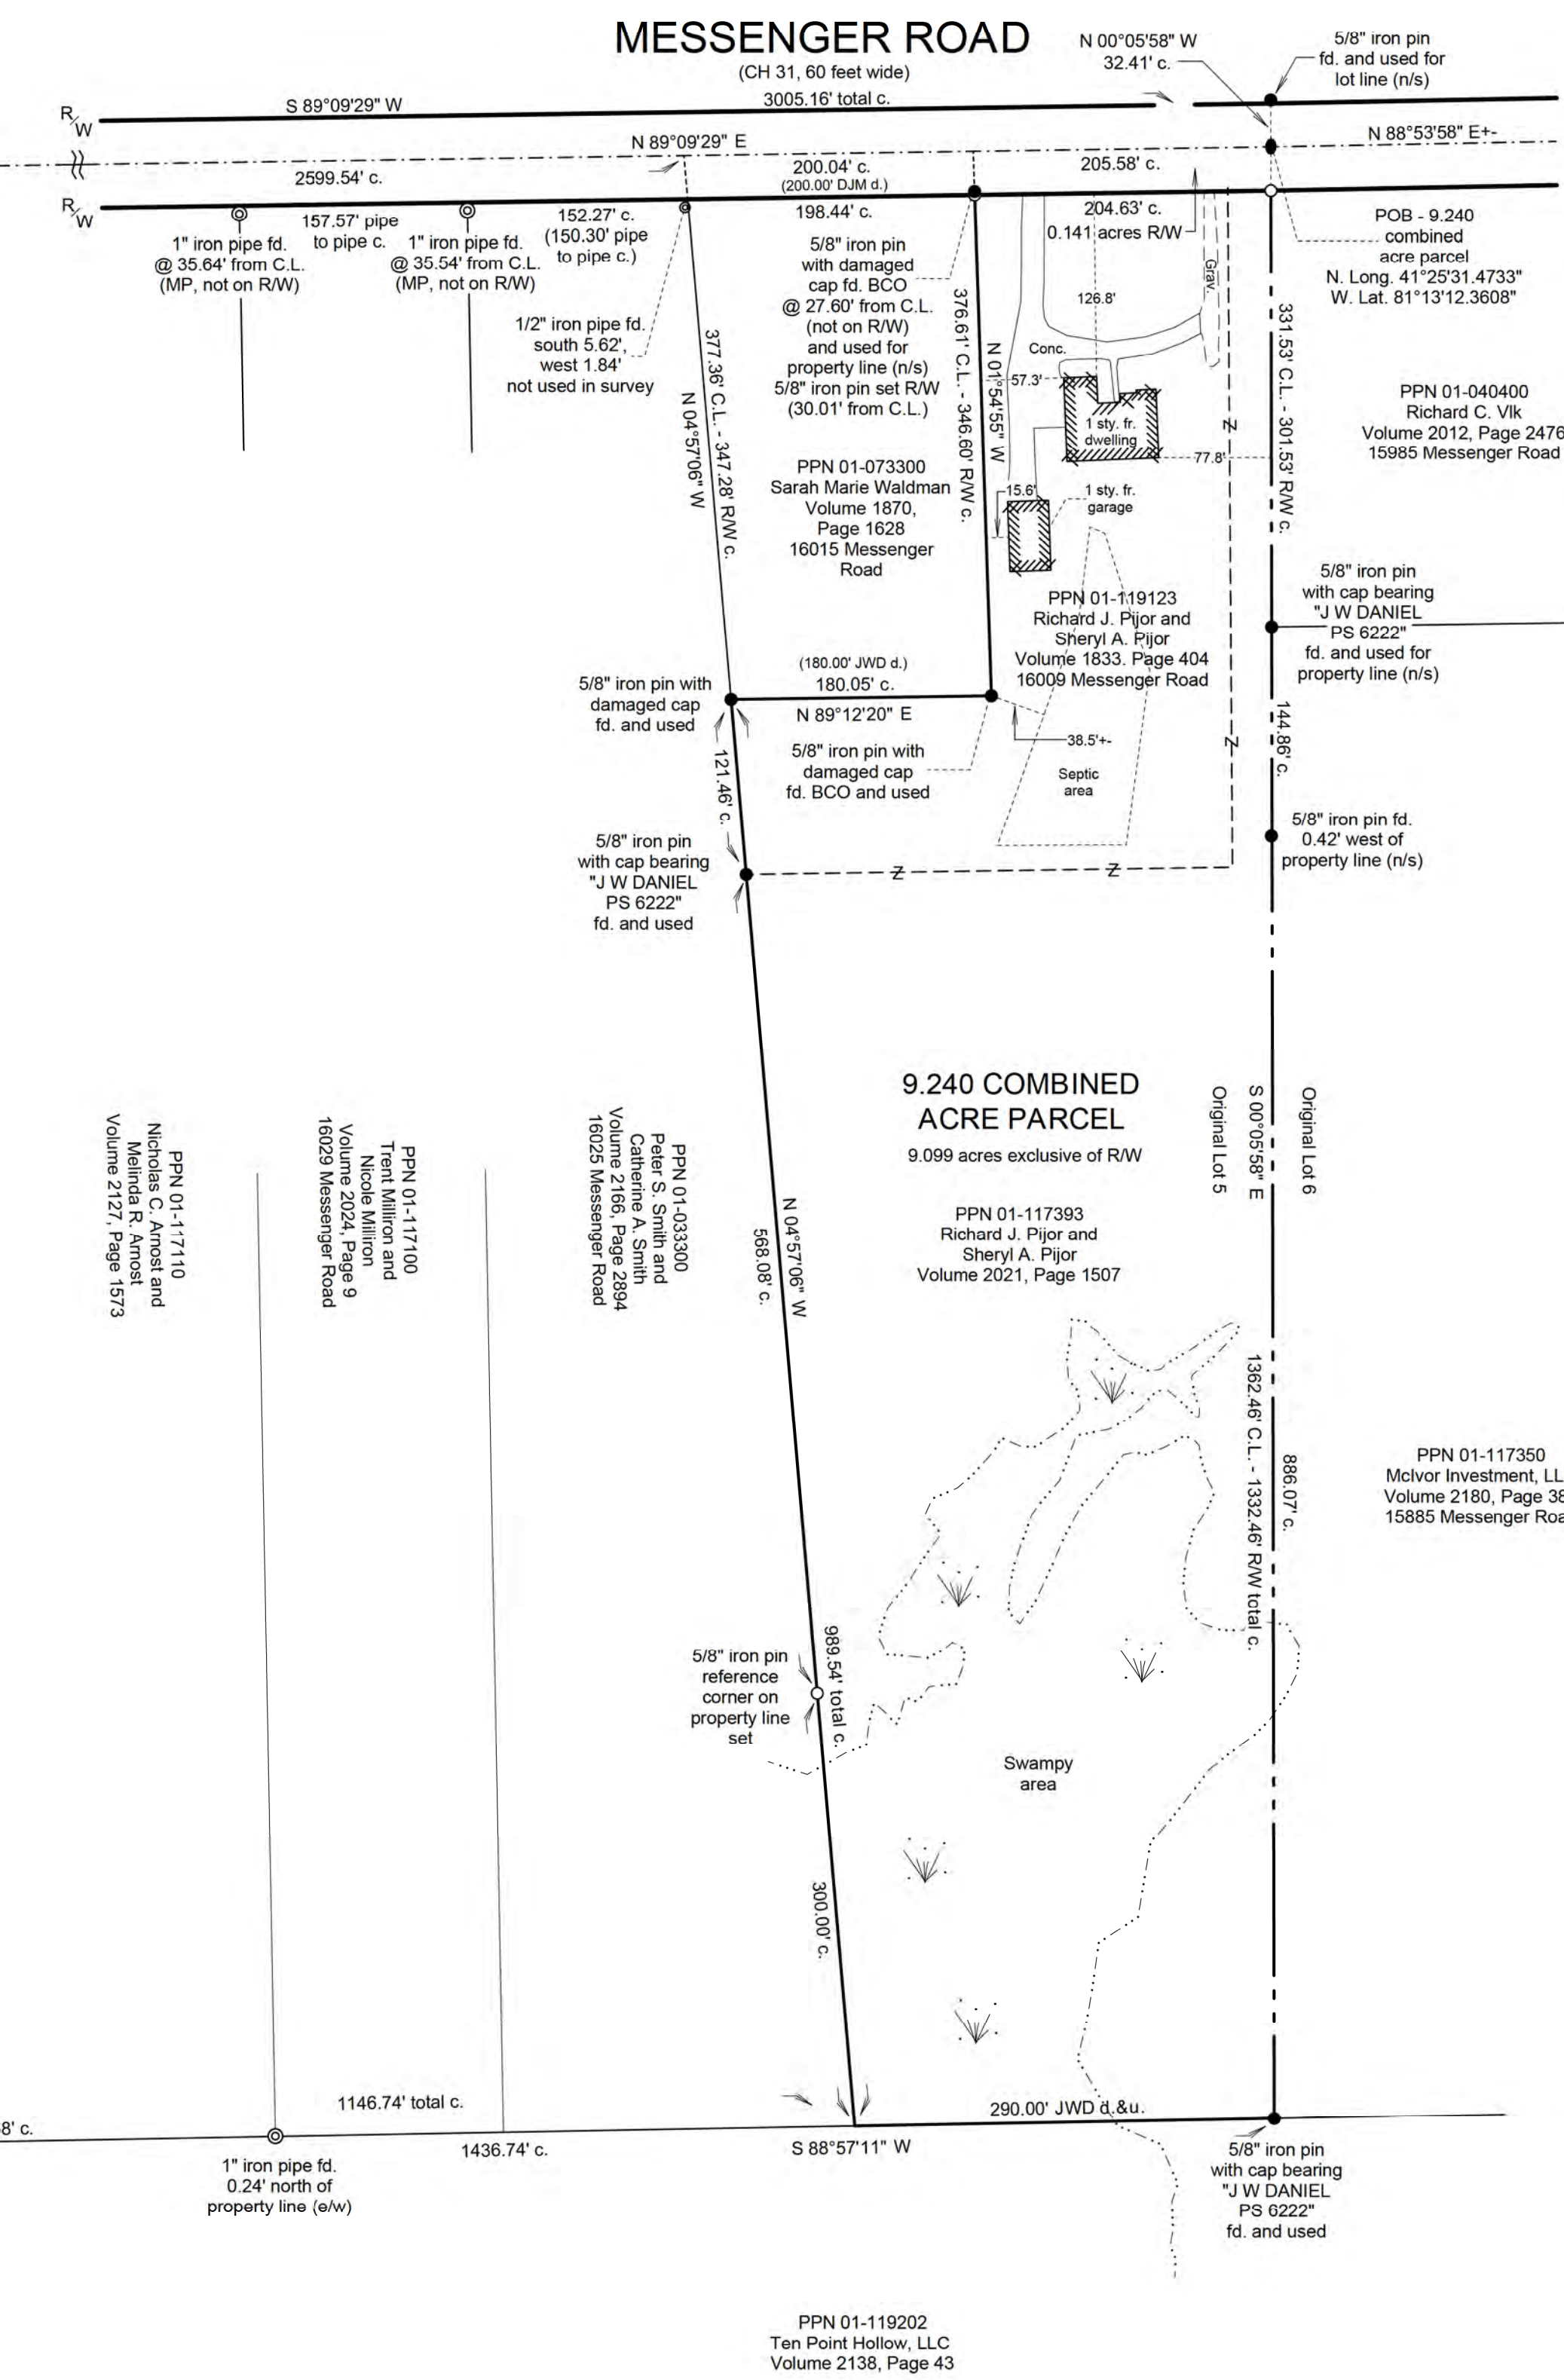 MESSENGER ROAD
(CH 31, 60 feet wide)
N 00°05'58" W
32.41' c.
5/8" iron pin
fd. and used for
lot line (n/s)
R/W
S 89°09'29" W
3005.16' total c.
N 89°09'29" E
N 88°53'58" E+-
2599.54' c.
200.04' c.
(200.00' DJM d.)
205.58' c.
R/W
157.57' pipe
to pipe c.
152.27' c.
(150.30' pipe
to pipe c.)
198.44' c.
204.63' c.
0.141 acres R/W
1" iron pipe fd.
@ 35.64' from C.L.
(MP, not on R/W)
1" iron pipe fd.
@ 35.54' from C.L.
(MP, not on R/W)
1/2" iron pipe fd.
south 5.62',
west 1.84'
not used in survey
5/8" iron pin
with damaged
cap fd. BCO
@ 27.60' from C.L.
(not on R/W)
and used for
property line (n/s)
5/8" iron pin set R/W
(30.01' from C.L.)
POB - 9.240
combined
acre parcel
N. Long. 41°25'31.4733"
W. Lat. 81°13'12.3608"
377.36' C.L. - 347.28' R/W c.
N 04°57'06" W
376.61' C.L. - 346.60' R/W c.
N 01°54'55" W
126.8'
Grav.
Conc.
57.3'
1 sty. fr.
dwelling
77.8'
15.6'
1 sty. fr.
garage
Z
331.53' C.L. - 301.53' R/W c.
PPN 01-040400
Richard C. Vlk
Volume 2012, Page 2476
15985 Messenger Road
PPN 01-073300
Sarah Marie Waldman
Volume 1870,
Page 1628
16015 Messenger
Road
PPN 01-119123
Richard J. Pijor and
Sheryl A. Pijor
Volume 1833. Page 404
16009 Messenger Road
5/8" iron pin
with cap bearing
"J W DANIEL
PS 6222"
fd. and used for
property line (n/s)
5/8" iron pin with
damaged cap
fd. and used
(180.00' JWD d.)
180.05' c.
N 89°12'20" E
5/8" iron pin with
damaged cap
fd. BCO and used
38.5'+-
Septic
area
Z
144.86' c.
121.46' c.
5/8" iron pin
with cap bearing
"J W DANIEL
PS 6222"
fd. and used
Z
Z
5/8" iron pin fd.
0.42' west of
property line (n/s)
9.240 COMBINED
ACRE PARCEL
9.099 acres exclusive of R/W
Original Lot 5
S 00°05'58" E
Original Lot 6
PPN 01-117393
Richard J. Pijor and
Sheryl A. Pijor
Volume 2021, Page 1507
PPN 01-117110
Nicholas C. Arnost and
Melinda R. Arnost
Volume 2127, Page 1573
PPN 01-117100
Trent Milliron and
Nicole Milliron
Volume 2024, Page 9
16029 Messenger Road
PPN 01-033300
Peter S. Smith and
Catherine A. Smith
Volume 2166, Page 2894
16025 Messenger Road
N 04°57'06" W
568.08' c.
1362.46' C.L. - 1332.46' R/W total c.
886.07' c.
PPN 01-117350
McIvor Investment, LL
Volume 2180, Page 38
15885 Messenger Roa
5/8" iron pin
reference
corner on
property line
set
989.54' total c.
Swampy
area
300.00' c.
1146.74' total c.
290.00' JWD d.&u.
8' c.
1436.74' c.
S 88°57'11" W
1" iron pipe fd.
0.24' north of
property line (e/w)
5/8" iron pin
with cap bearing
"J W DANIEL
PS 6222"
fd. and used
PPN 01-119202
Ten Point Hollow, LLC
Volume 2138, Page 43